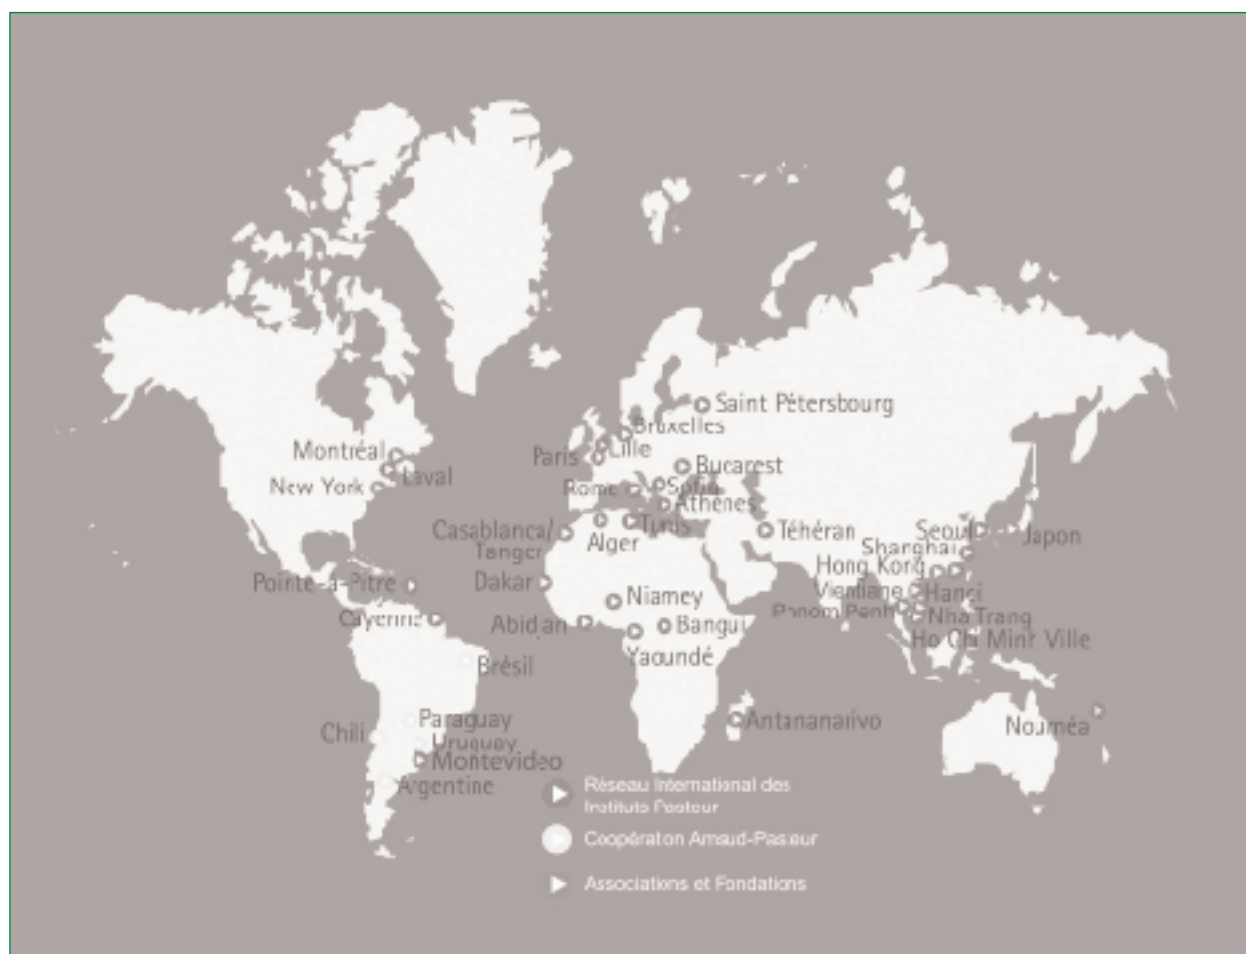 Saint Pétersbourg
Bruxelles
Montréal
Lille
Paris
Bucarest
Laval
New York
Rome
Sofia
Athènes
Casablanca/
Tanger
Alger
Tunis
Téhéran
Seoul
Japon
Shanghai
Hong Kong
Pointe-à-Pitre
Dakar
Niamey
Vientiane
Hanoi
Pnom Penh
Nha Trang
Cayenne
Abidjan
Bangui
Ho Chi Minh Ville
Yaoundé
Brésil
Paraguay
Antananarivo
Nouméa
Chili
Uruguay
Montevideo
Argentine
Réseau International des
Instituts Pasteur
Coopération Amsud-Pasteur
Associations et Fondations